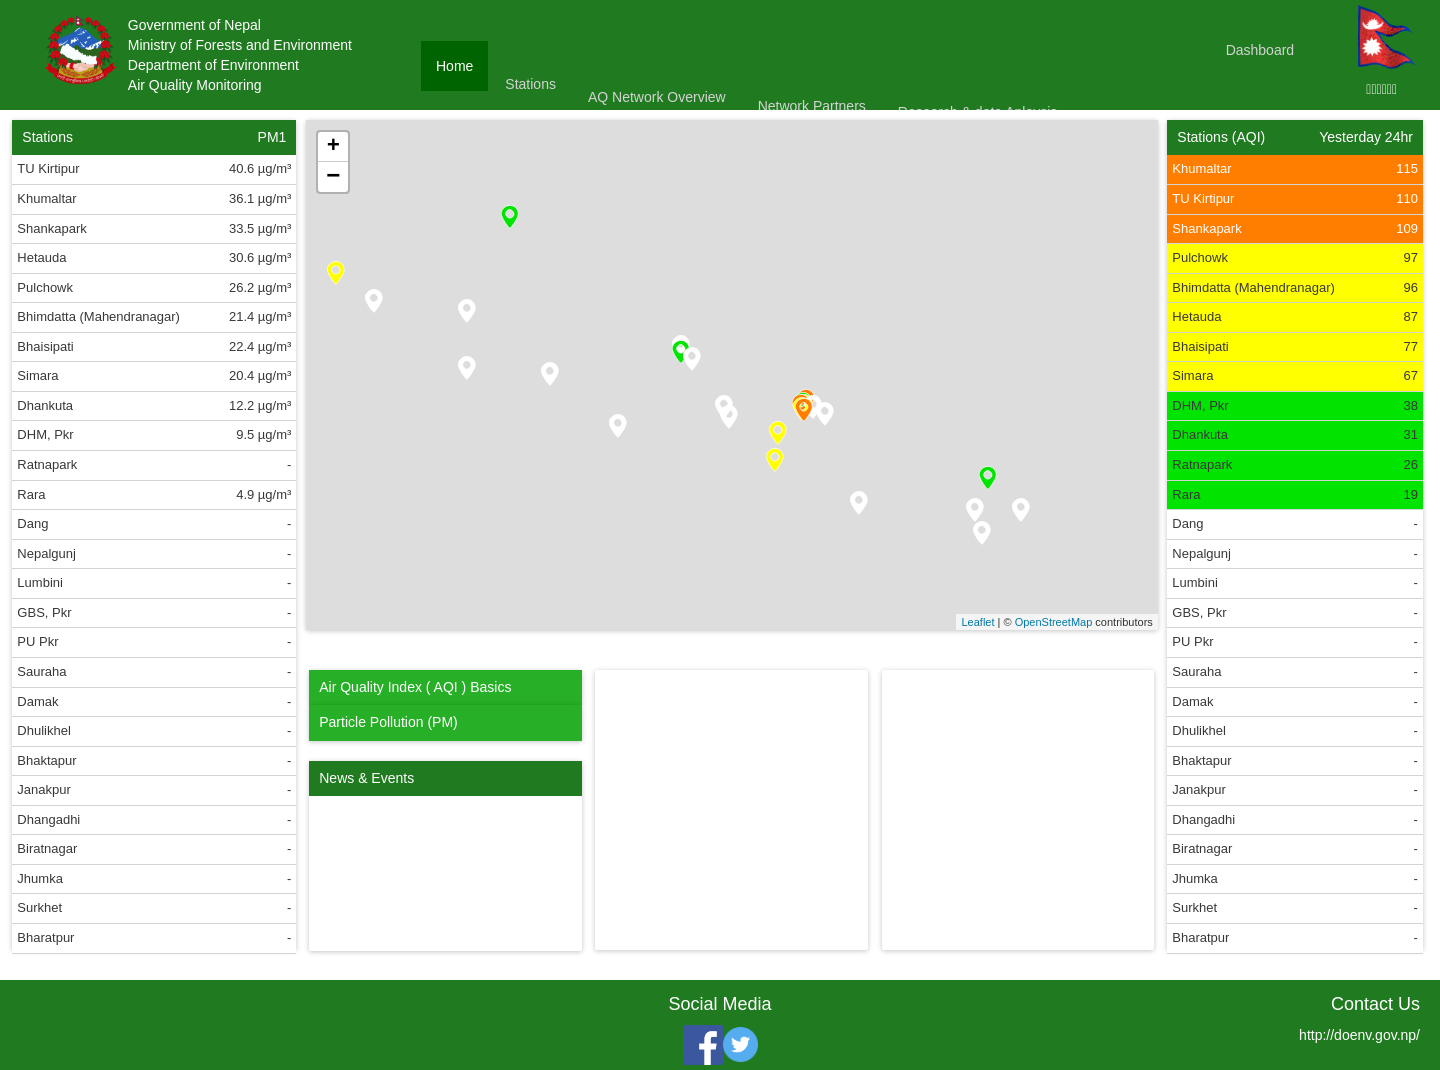 Government of Nepal
Ministry of Forests and Environment
Department of Environment
Air Quality Monitoring
Home
Stations
AQ Network Overview
Network Partners
Dashboard
Stations PM1
TU Kirtipur 40.6 µg/m³
Khumaltar 36.1 µg/m³
Shankapark 33.5 µg/m³
Hetauda 30.6 µg/m³
Pulchowk 26.2 µg/m³
Bhimdatta (Mahendranagar) 21.4 µg/m³
Bhaisipati 22.4 µg/m³
Simara 20.4 µg/m³
Dhankuta 12.2 µg/m³
DHM, Pkr 9.5 µg/m³
Ratnapark -
Rara 4.9 µg/m³
Dang -
Nepalgunj -
Lumbini -
GBS, Pkr -
PU Pkr -
Sauraha -
Damak -
Dhulikhel -
Bhaktapur -
Janakpur -
Dhangadhi -
Biratnagar -
Jhumka -
Surkhet -
Bharatpur -
+
−
Leaflet | © OpenStreetMap contributors
Air Quality Index ( AQI ) Basics
Particle Pollution (PM)
News & Events
Stations (AQI) Yesterday 24hr
Khumaltar 115
TU Kirtipur 110
Shankapark 109
Pulchowk 97
Bhimdatta (Mahendranagar) 96
Hetauda 87
Bhaisipati 77
Simara 67
DHM, Pkr 38
Dhankuta 31
Ratnapark 26
Rara 19
Dang -
Nepalgunj -
Lumbini -
GBS, Pkr -
PU Pkr -
Sauraha -
Damak -
Dhulikhel -
Bhaktapur -
Janakpur -
Dhangadhi -
Biratnagar -
Jhumka -
Surkhet -
Bharatpur -
Social Media
Contact Us
http://doenv.gov.np/